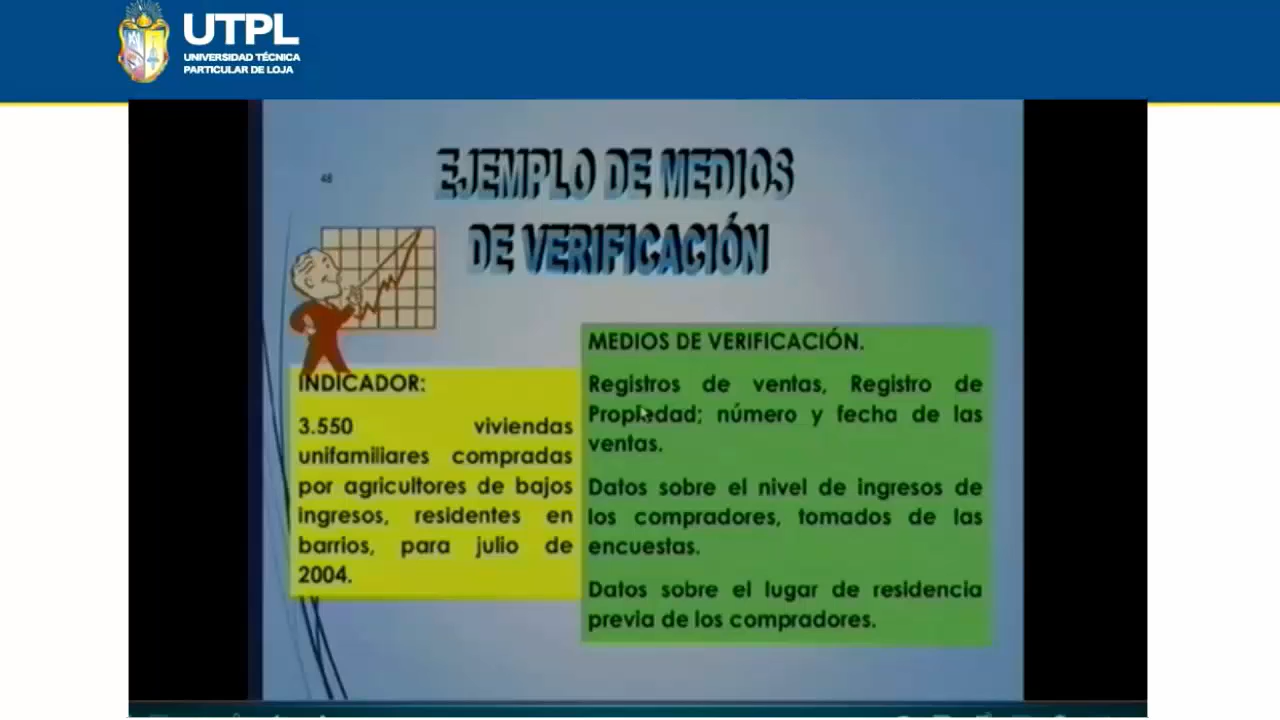 UTPL
UNIVERSIDAD TÉCNICA
PARTICULAR DE LOJA
48
EJEMPLO DE MEDIOS
DE VERIFICACIÓN
INDICADOR:
3.550 viviendas
unifamiliares compradas
por agricultores de bajos
ingresos, residentes en
barrios, para julio de
2004.
MEDIOS DE VERIFICACIÓN.
Registros de ventas, Registro de
Propiedad; número y fecha de las
ventas.
Datos sobre el nivel de ingresos de
los compradores, tomados de las
encuestas.
Datos sobre el lugar de residencia
previa de los compradores.